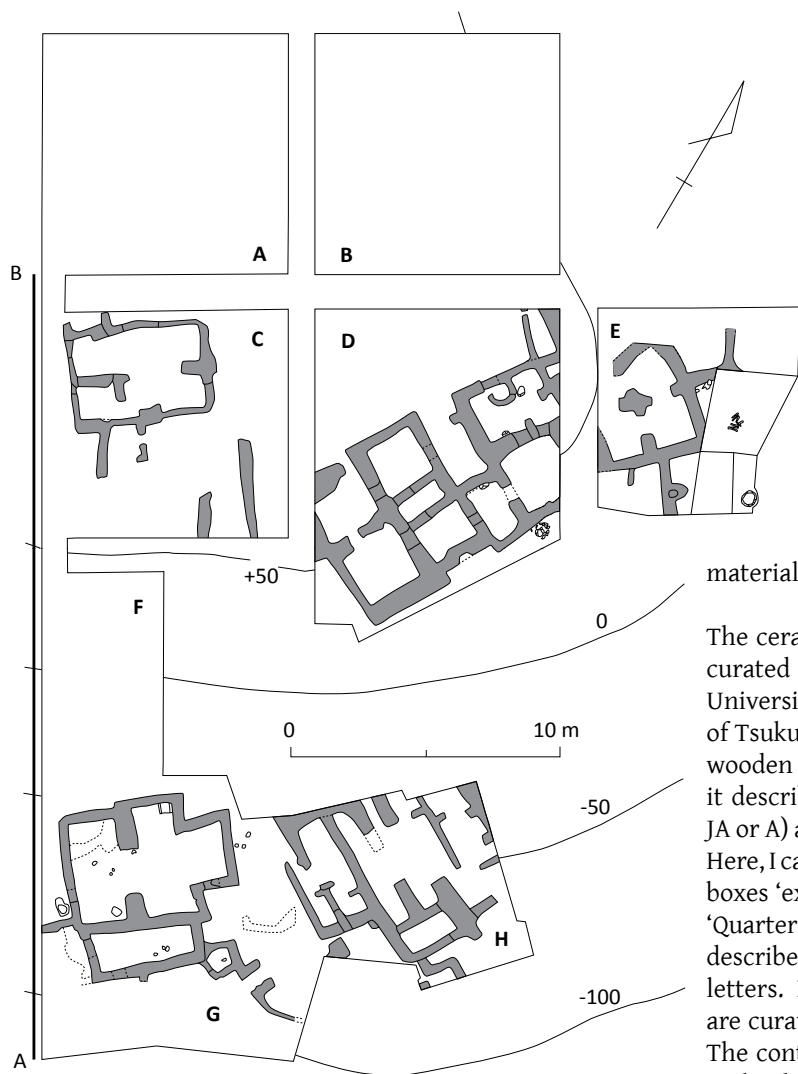 A
B
B
C
D
E
+50
F
0
0
10 m
-50
H
G
-100
A
material
The cera
curated
Universi
of Tsuku
wooden
it descri
JA or A) a
Here, I ca
boxes ‘ex
‘Quarter
describe
letters.
are curat
The cont